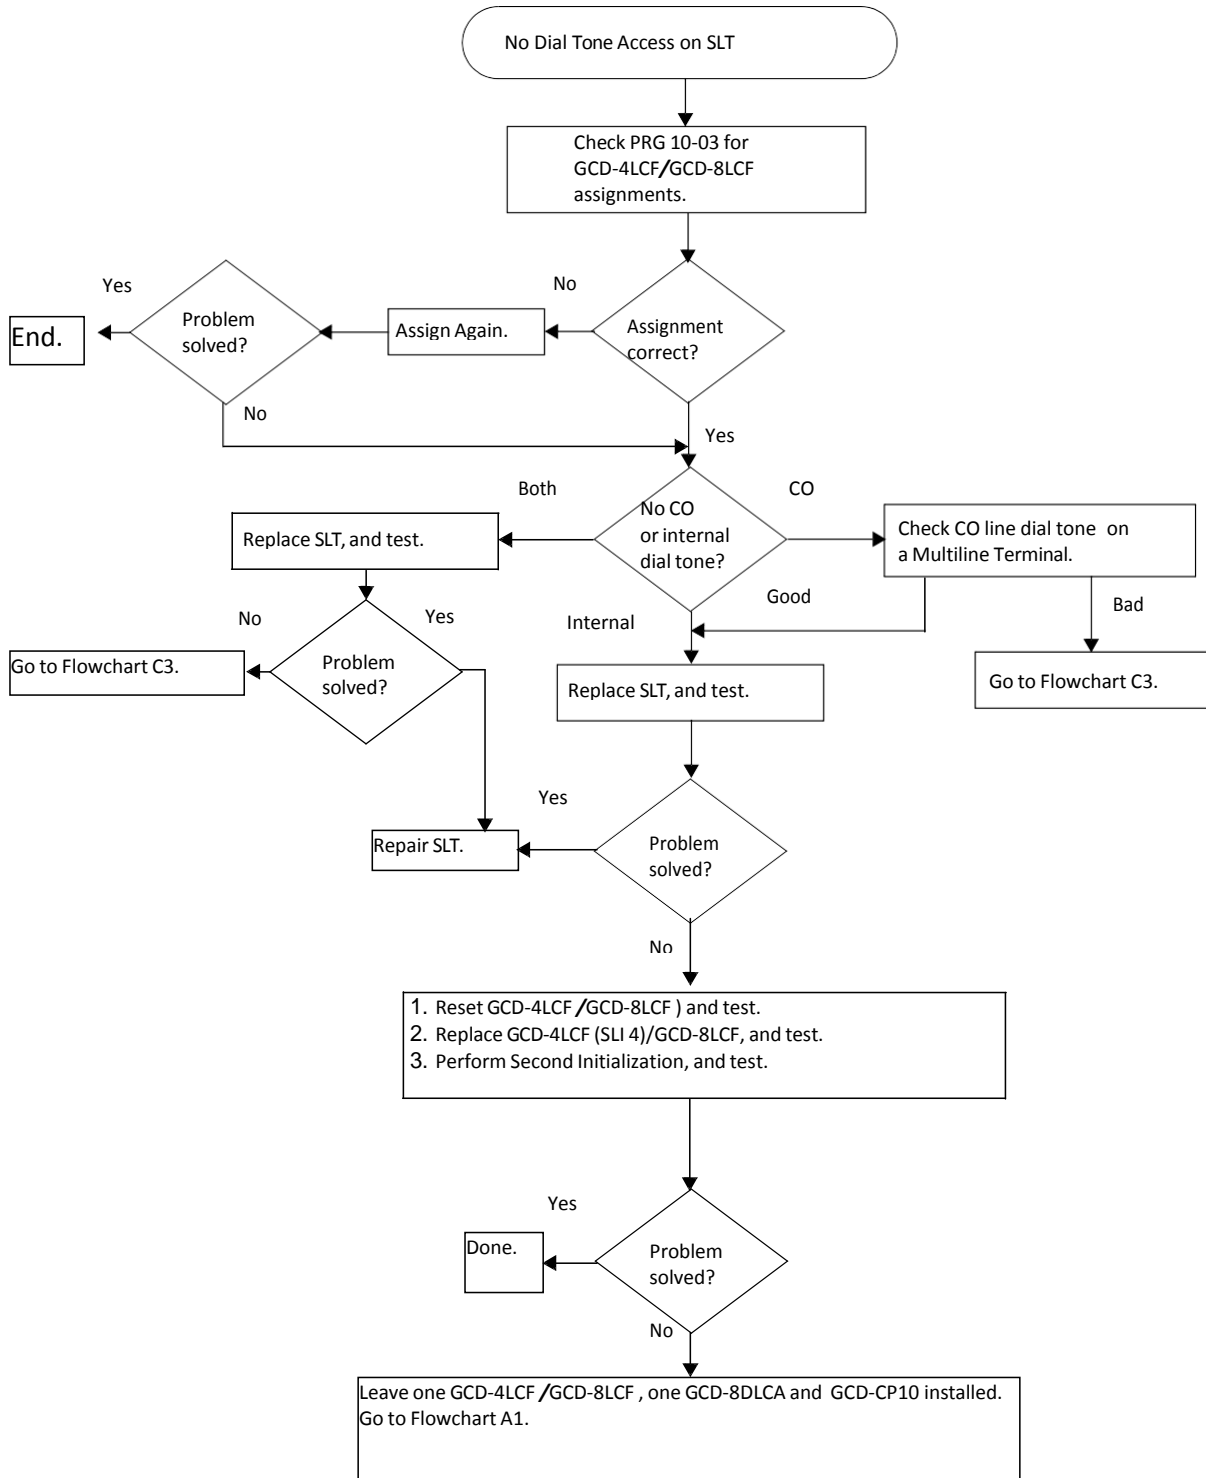 No Dial Tone Access on SLT
Check PRG 10-03 for
GCD-4LCF/GCD-8LCF
assignments.
Yes
No
End.
Problem
solved?
Assign Again.
Assignment
correct?
No
Yes
Both
CO
No CO
or internal
dial tone?
Replace SLT, and test.
Check CO line dial tone on
a Multiline Terminal.
Good
Bad
No
Yes
Internal
Go to Flowchart C3.
Problem
solved?
Replace SLT, and test.
Go to Flowchart C3.
Yes
Repair SLT.
Problem
solved?
No
1. Reset GCD-4LCF/GCD-8LCF ) and test.
2. Replace GCD-4LCF (SLI 4)/GCD-8LCF, and test.
3. Perform Second Initialization, and test.
Yes
Done.
Problem
solved?
No
Leave one GCD-4LCF/GCD-8LCF , one GCD-8DLCA and GCD-CP10 installed.
Go to Flowchart A1.